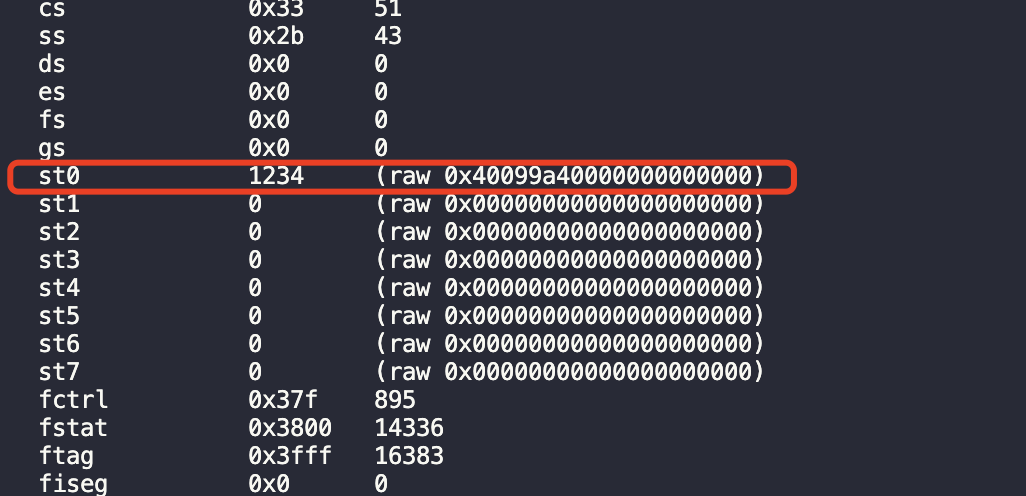 cs 0x33 51
ss 0x2b 43
ds 0x0 0
es 0x0 0
fs 0x0 0
gs 0x0 0
st0 1234 (raw 0x40099a40000000000000)
st1 0 (raw 0x00000000000000000000)
st2 0 (raw 0x00000000000000000000)
st3 0 (raw 0x00000000000000000000)
st4 0 (raw 0x00000000000000000000)
st5 0 (raw 0x00000000000000000000)
st6 0 (raw 0x00000000000000000000)
st7 0 (raw 0x00000000000000000000)
fctrl 0x37f 895
fstat 0x3800 14336
ftag 0x3fff 16383
fiseg 0x0 0